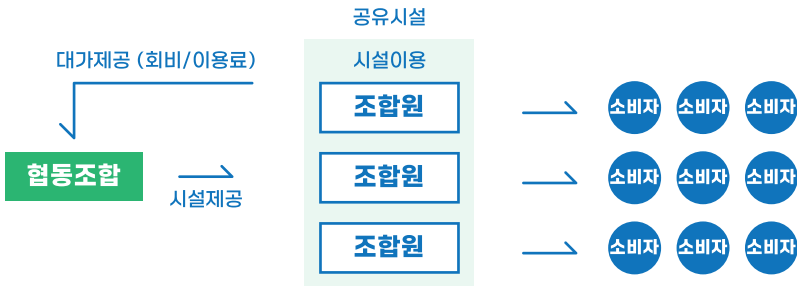 공유시설
대가제공 (회비/이용료)
시설이용
조합원
소비자 소비자 소비자
협동조합
시설제공
조합원
소비자 소비자 소비자
조합원
소비자 소비자 소비자